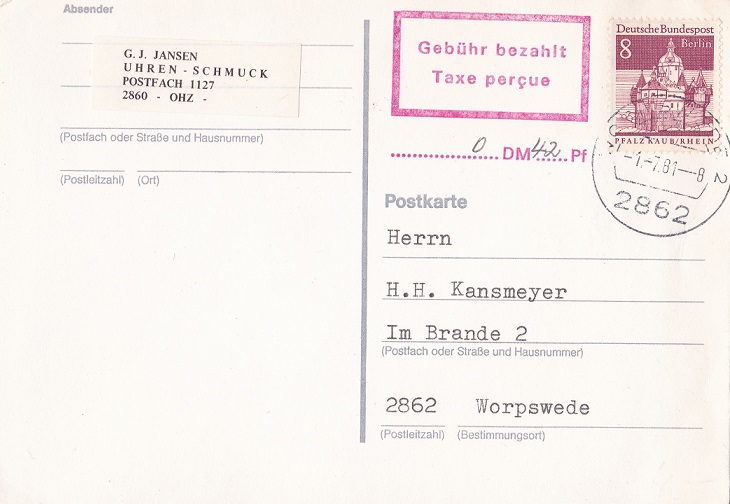 Absender
G. J. JANSEN
UHREN - SCHMUCK
POSTFACH 1127
2860 - OHZ -
(Postfach oder Straße und Hausnummer)
(Postleitzahl) (Ort)
Gebühr bezahlt
Taxe perçue
0 DM 42 Pf
Deutsche Bundespost
8 Berlin
PFALZ KAUB/RHEIN
-1.-7.81--8
2862
Postkarte
Herrn
H.H. Kansmeyer
Im Brande 2
(Postfach oder Straße und Hausnummer)
2862 Worpswede
(Postleitzahl) (Bestimmungsort)